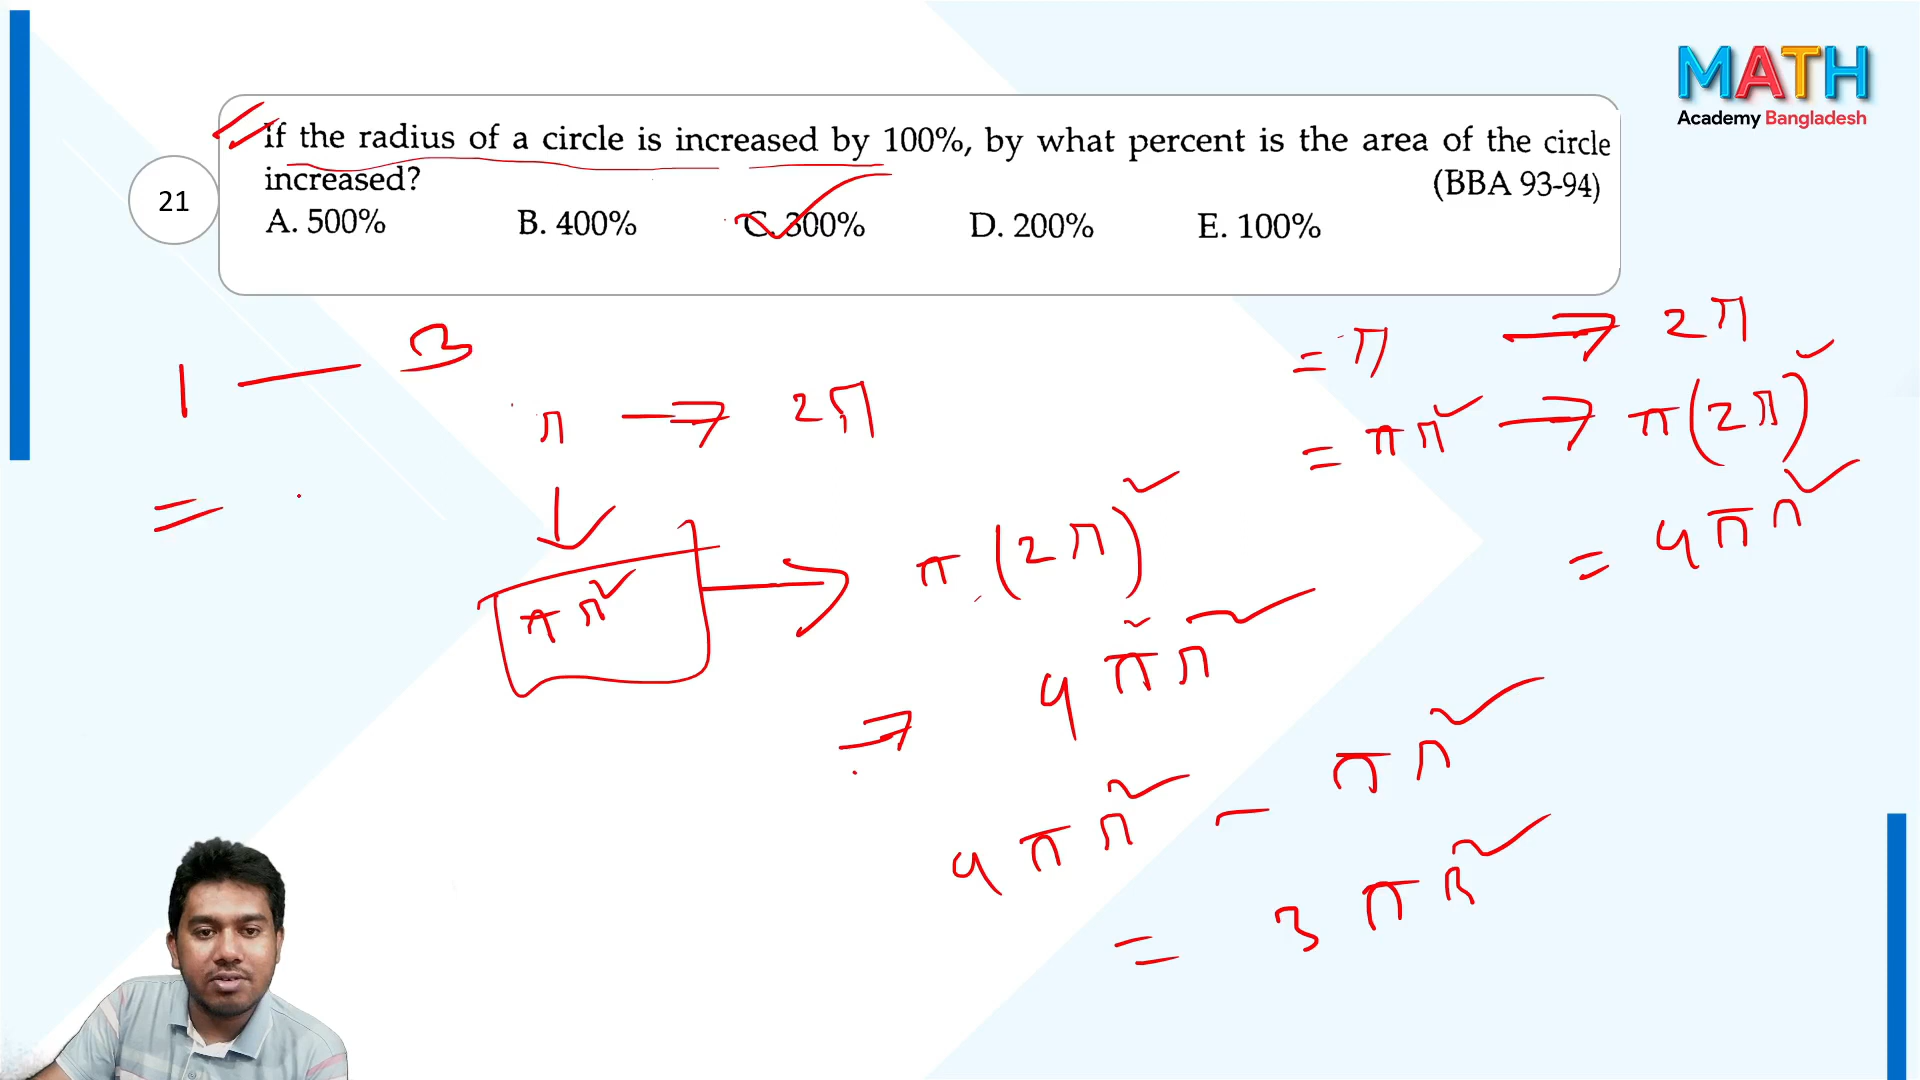 MATH
Academy Bangladesh
21
If the radius of a circle is increased by 100%, by what percent is the area of the circle
increased? (BBA 93-94)
A. 500% B. 400% C. 300% D. 200% E. 100%
1 — 3
r → 2r
πr² → π(2r)²
⇒ 4πr²
4πr² - πr²
= 3πr²
= r → 2r
= πr² → π(2r)²
= 4πr²
=